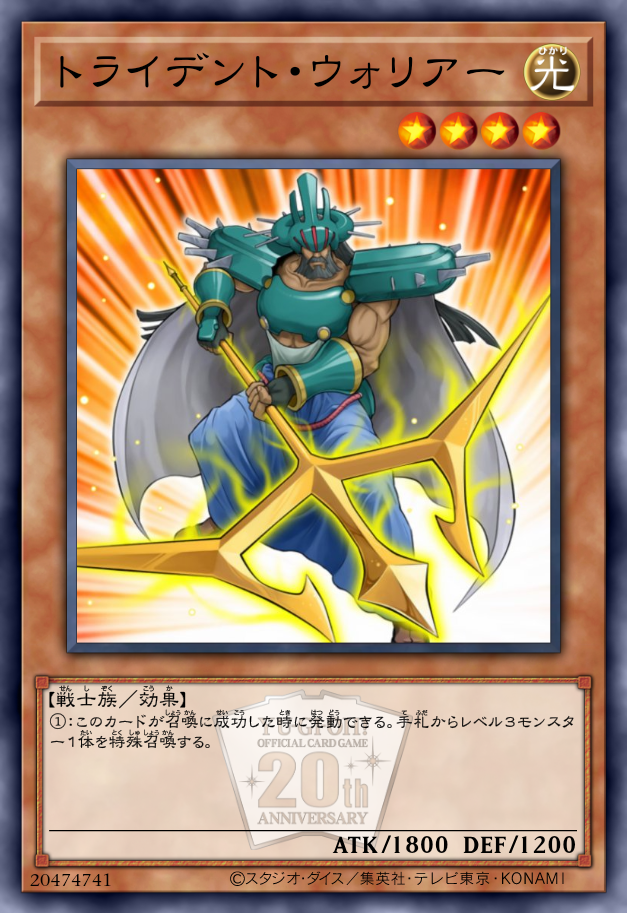 トライデント・ウォリアー
光
ひかり
【戦士族／効果】
①：このカードが召喚に成功した時に発動できる。手札からレベル３モンスタ
ー１体を特殊召喚する。
YU-GI-OH!
OFFICIAL CARD GAME
20th
ANNIVERSARY
ATK/1800 DEF/1200
20474741
©スタジオ・ダイス／集英社・テレビ東京・KONAMI